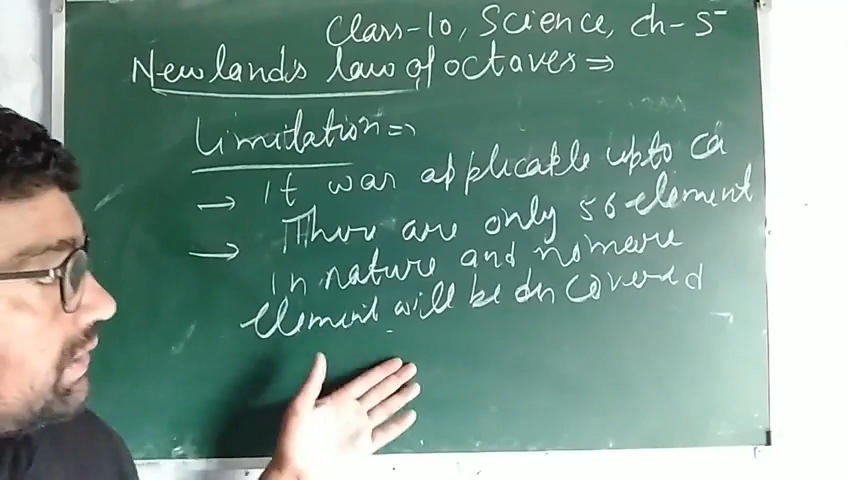 Class-10, Science, ch-5
Newlands law of octaves ⇒
Limitation ⇒
→ It was applicable upto Ca
→ There are only 56 element
in nature and no more
element will be discovered